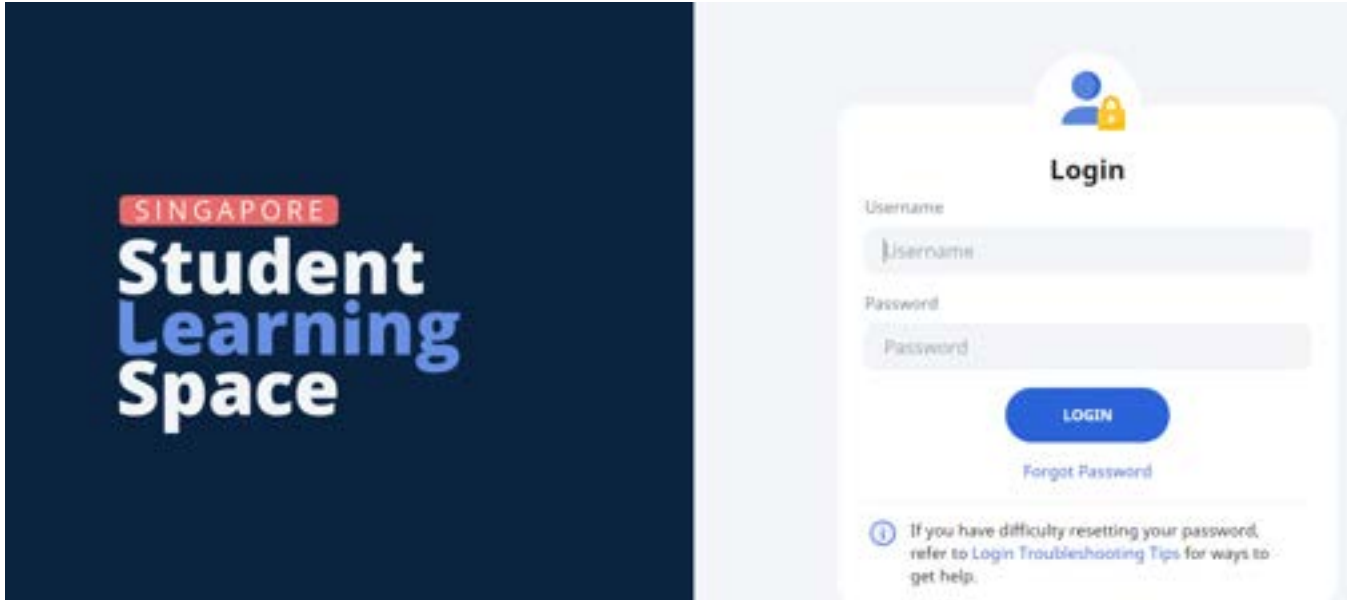 SINGAPORE
Student
Learning
Space
Login
Username
Username
Password
Password
LOGIN
Forgot Password
If you have difficulty resetting your password,
refer to Login Troubleshooting Tips for ways to
get help.